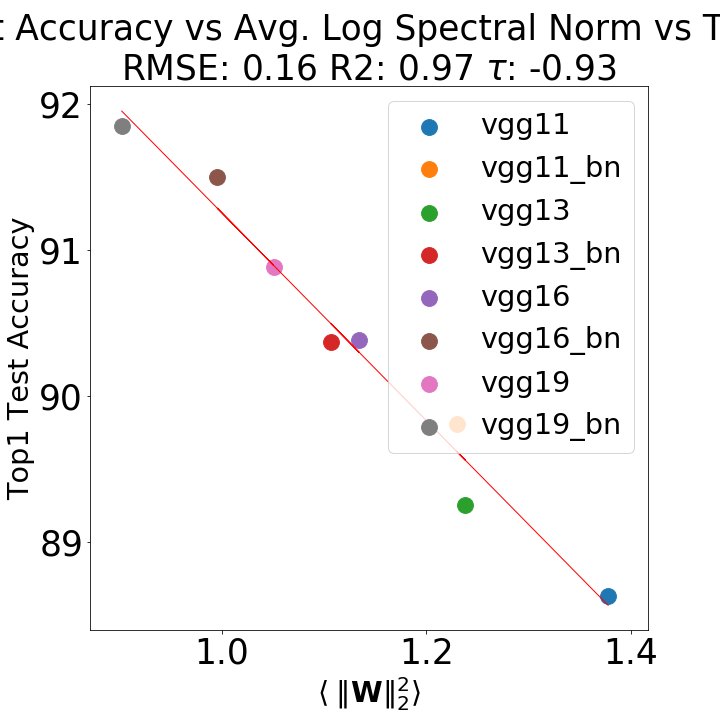 Accuracy vs Avg. Log Spectral Norm vs
RMSE: 0.16 R2: 0.97 τ: -0.93
92
91
90
89
Top1 Test Accuracy
vgg11
vgg11_bn
vgg13
vgg13_bn
vgg16
vgg16_bn
vgg19
vgg19_bn
1.0 1.2 1.4
⟨ ‖W‖₂² ⟩